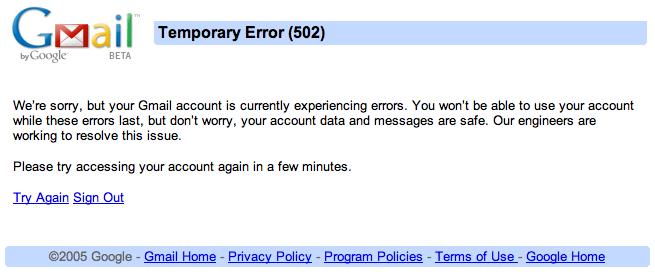 Gmail™
by Google BETA
Temporary Error (502)
We're sorry, but your Gmail account is currently experiencing errors. You won't be able to use your account
while these errors last, but don't worry, your account data and messages are safe. Our engineers are
working to resolve this issue.
Please try accessing your account again in a few minutes.
Try Again Sign Out
©2005 Google - Gmail Home - Privacy Policy - Program Policies - Terms of Use - Google Home